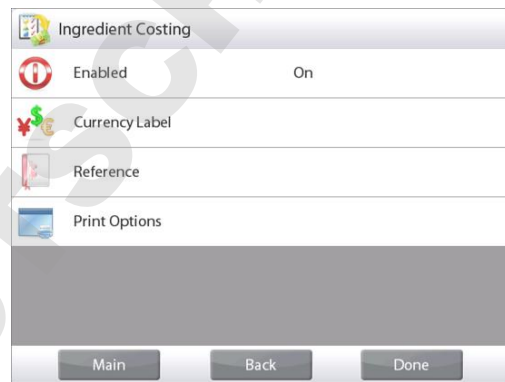 Ingredient Costing
Enabled On
Currency Label
Reference
Print Options
Main Back Done